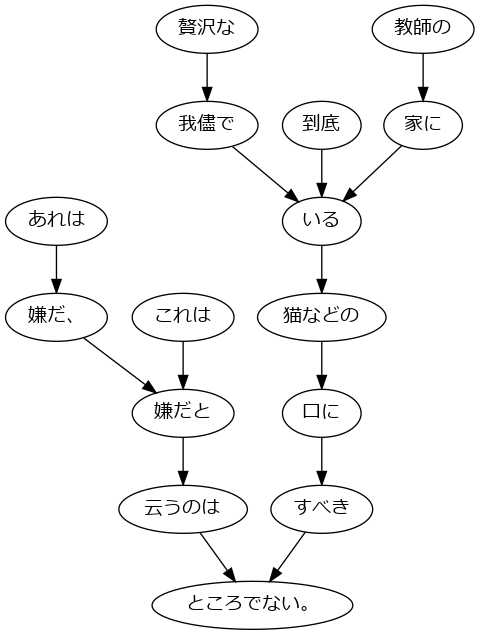 贅沢な
教師の
我儘で
到底
家に
あれは
いる
嫌だ、
これは
猫などの
嫌だと
口に
云うのは
すべき
ところでない。